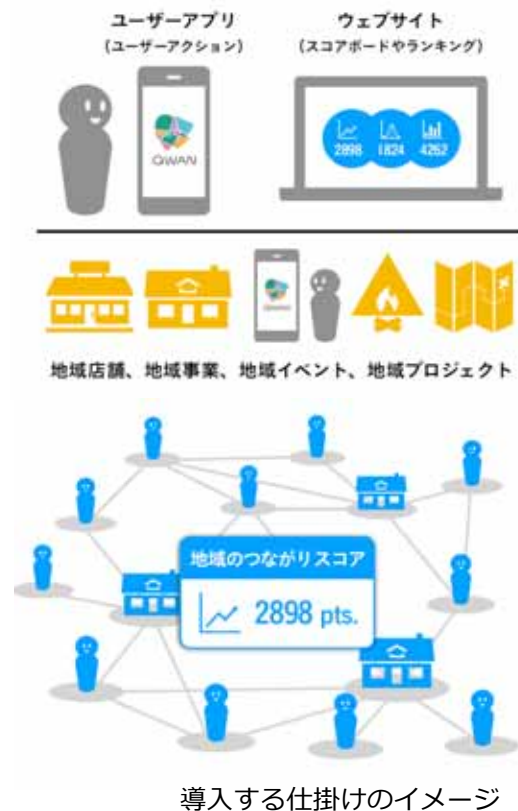 ユーザーアプリ
(ユーザーアクション)
ウェブサイト
(スコアボードやランキング)
QWAN
2898 1824 4262
地域店舗、地域事業、地域イベント、地域プロジェクト
地域のつながりスコア
2898 pts.
導入する仕掛けのイメージ